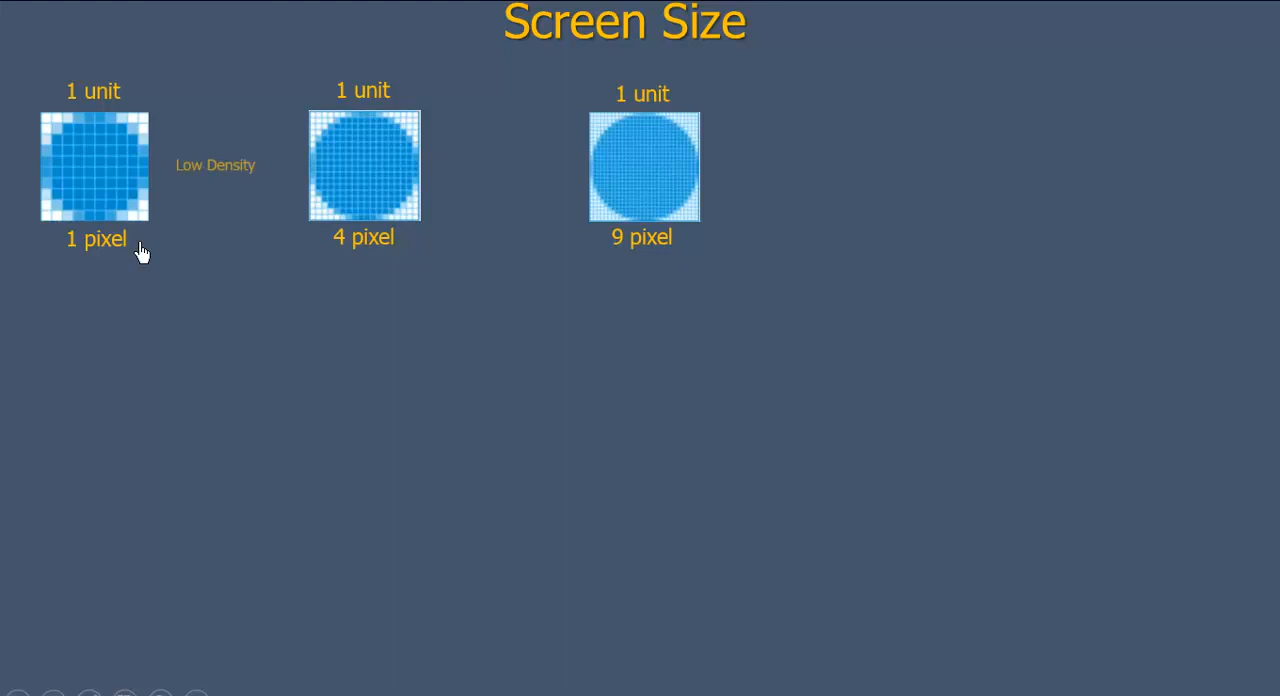 Screen Size
1 unit
1 unit
1 unit
Low Density
1 pixel
4 pixel
9 pixel